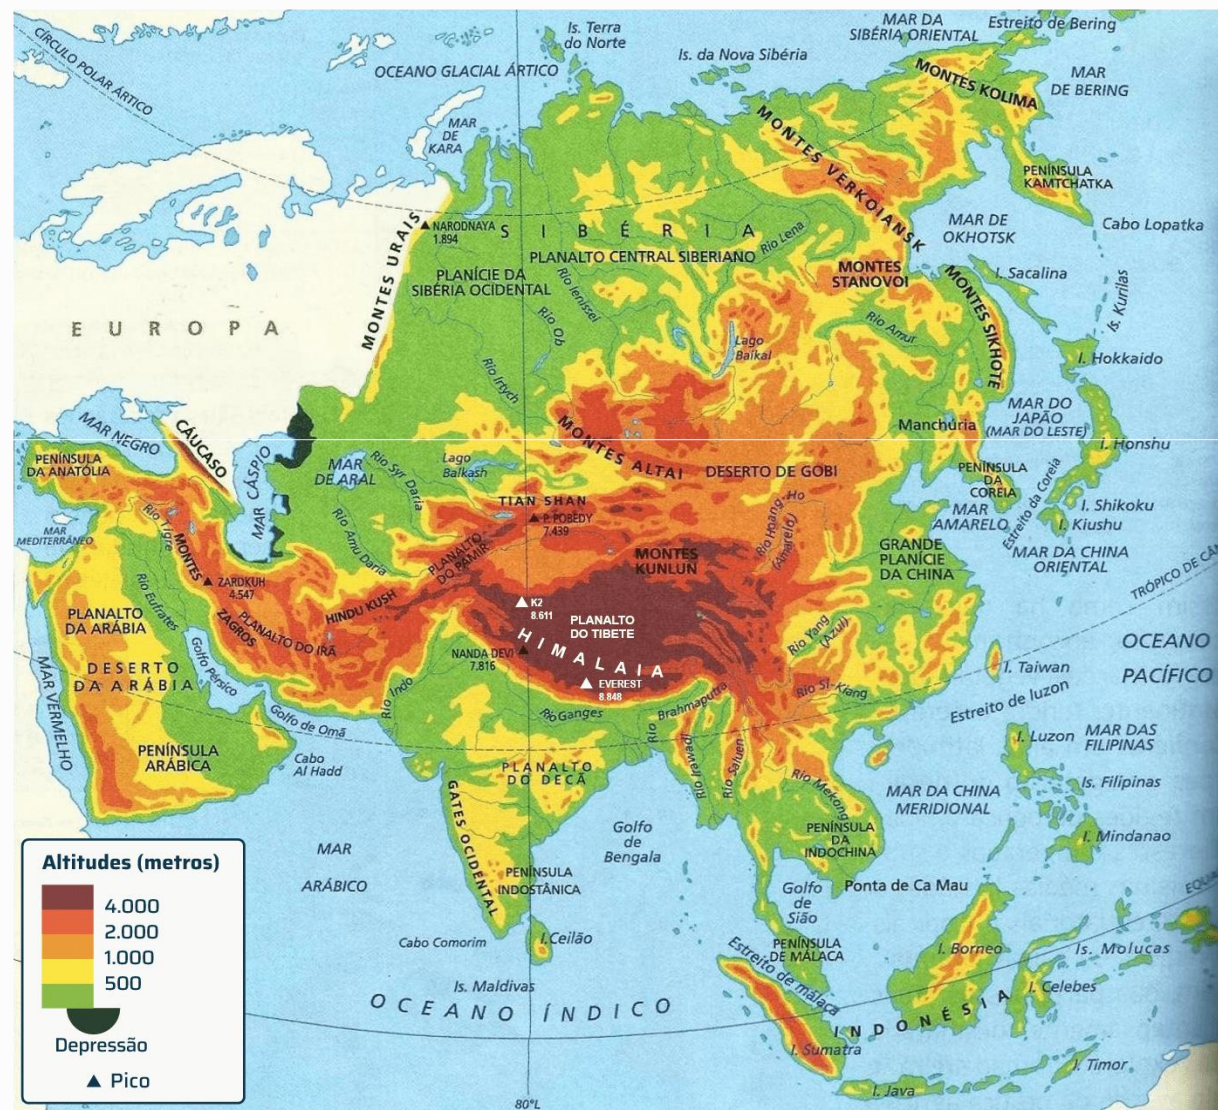 MAR DA
SIBÉRIA ORIENTAL
Estreito de Bering
CÍRCULO POLAR ÁRTICO
Is. Terra
do Norte
Is. da Nova Sibéria
OCEANO GLACIAL ÁRTICO
MONTES KOLIMA
MAR
DE BERING
MAR
DE
KARA
MONTES VERKOIANSK
PENÍNSULA
KAMTCHATKA
NARODNAYA
1.894
SIBÉRIA
Rio Lena
MAR DE
OKHOTSK
Cabo Lopatka
MONTES URAIS
PLANALTO CENTRAL SIBERIANO
PLANÍCIE DA
SIBÉRIA OCIDENTAL
Rio Ienissei
MONTES
STANOVOI
MONTES SIKHOTE
I. Sacalina
Is. Kurilas
EUROPA
Rio Ob
Rio Amur
Lago
Baikal
I. Hokkaido
Rio Irtych
MAR NEGRO
CÁUCASO
MONTES ALTAI
Manchúria
MAR DO
JAPÃO
(MAR DO LESTE)
I. Honshu
PENÍNSULA
DA ANATÓLIA
MAR CÁSPIO
MAR
DE ARAL
Rio Syr Daria
Lago
Balkash
DESERTO DE GOBI
PENÍNSULA
DA COREIA
TIAN SHAN
P. POBEDY
7.439
Rio Hoang-Ho
(Amarelo)
MAR
AMARELO
Estreito da Coreia
I. Shikoku
I. Kiushu
MAR
MEDITERRÂNEO
Rio Tigre
MONTES ZAGROS
Rio Amu Daria
PLANALTO
DO PAMIR
MONTES
KUNLUN
GRANDE
PLANÍCIE
DA CHINA
MAR DA CHINA
ORIENTAL
TRÓPICO DE CÂN
ZARDKUH
4.547
Rio Eufrates
HINDU KUSH
K2
8.611
PLANALTO
DO TIBETE
PLANALTO
DA ARÁBIA
PLANALTO DO IRÃ
HIMALAIA
Rio Yang
(Azul)
OCEANO
PACÍFICO
NANDA DEVI
7.816
DESERTO
DA ARÁBIA
Golfo Pérsico
EVEREST
8.848
I. Taiwan
MAR VERMELHO
Rio Indo
Rio Si-Kiang
Estreito de luzon
Golfo de Omã
Rio Ganges
Rio Brahmaputra
PENÍNSULA
ARÁBICA
Cabo
Al Hadd
PLANALTO
DO DECÃ
Rio Irawadi
Rio Saluen
I. Luzon
MAR DAS
FILIPINAS
Rio Mekong
Is. Filipinas
GATES OCIDENTAL
MAR DA CHINA
MERIDIONAL
Golfo
de
Bengala
PENÍNSULA
DA
INDOCHINA
I. Mindanao
MAR
ARÁBICO
PENÍNSULA
INDOSTÂNICA
Golfo
de
Sião
Ponta de Ca Mau
EQUA
Cabo Comorim
I.Ceilão
Estreito de málaca
PENÍNSULA
DE MÁLACA
I. Borneo
Is. Molucas
Is. Maldivas
I. Celebes
OCEANO ÍNDICO
INDONÉSIA
I. Sumatra
I. Timor
I. Java
80°L
Altitudes (metros)
4.000
2.000
1.000
500
Depressão
Pico